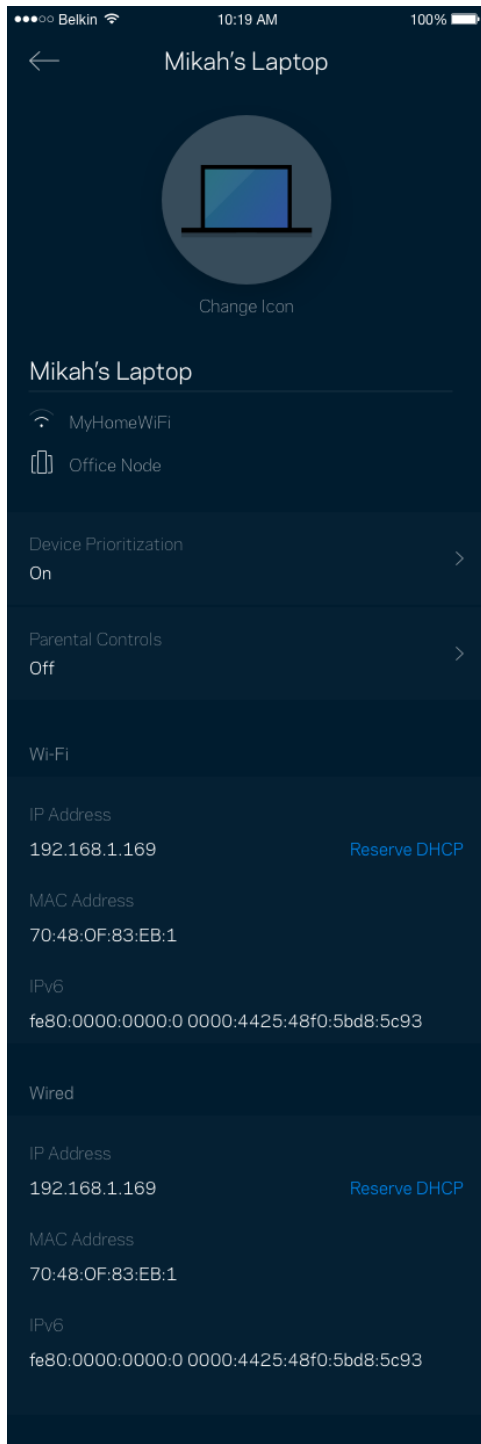 Belkin 10:19 AM 100%
Mikah's Laptop
Change Icon
Mikah's Laptop
MyHomeWiFi
Office Node
Device Prioritization
On
Parental Controls
Off
Wi-Fi
IP Address
192.168.1.169 Reserve DHCP
MAC Address
70:48:0F:83:EB:1
IPv6
fe80:0000:0000:0 0000:4425:48f0:5bd8:5c93
Wired
IP Address
192.168.1.169 Reserve DHCP
MAC Address
70:48:0F:83:EB:1
IPv6
fe80:0000:0000:0 0000:4425:48f0:5bd8:5c93